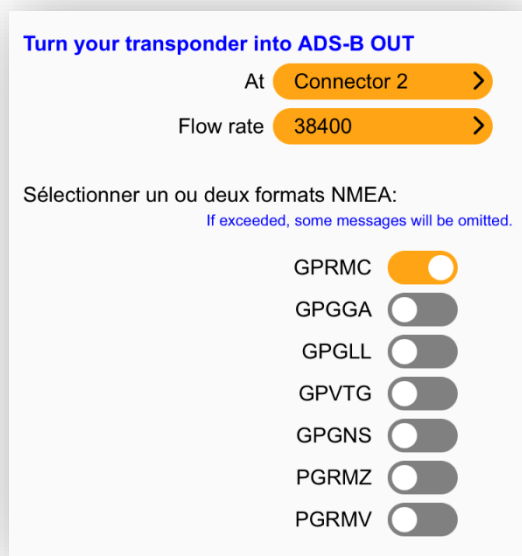 Turn your transponder into ADS-B OUT
At Connector 2
Flow rate 38400
Sélectionner un ou deux formats NMEA:
If exceeded, some messages will be omitted.
GPRMC
GPGGA
GPGLL
GPVTG
GPGNS
PGRMZ
PGRMV